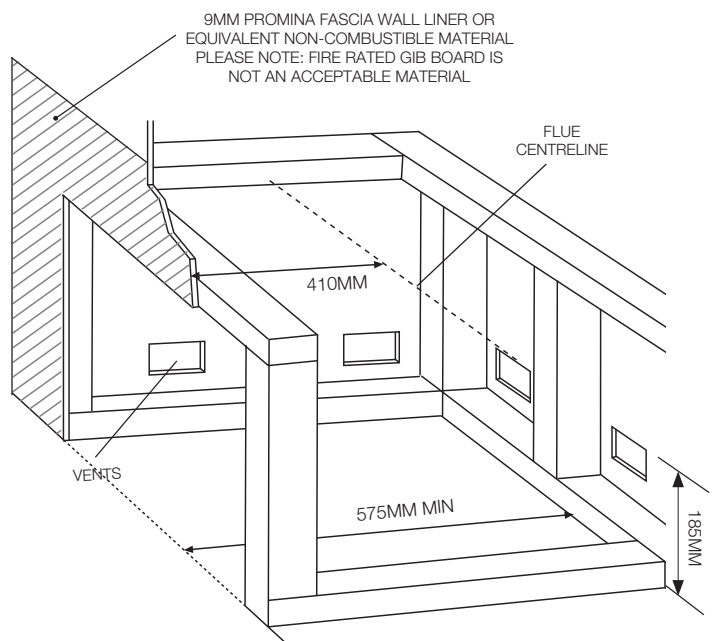 9MM PROMINA FASCIA WALL LINER OR
EQUIVALENT NON-COMBUSTIBLE MATERIAL
PLEASE NOTE: FIRE RATED GIB BOARD IS
NOT AN ACCEPTABLE MATERIAL
FLUE
CENTRELINE
410MM
VENTS
575MM MIN
185MM